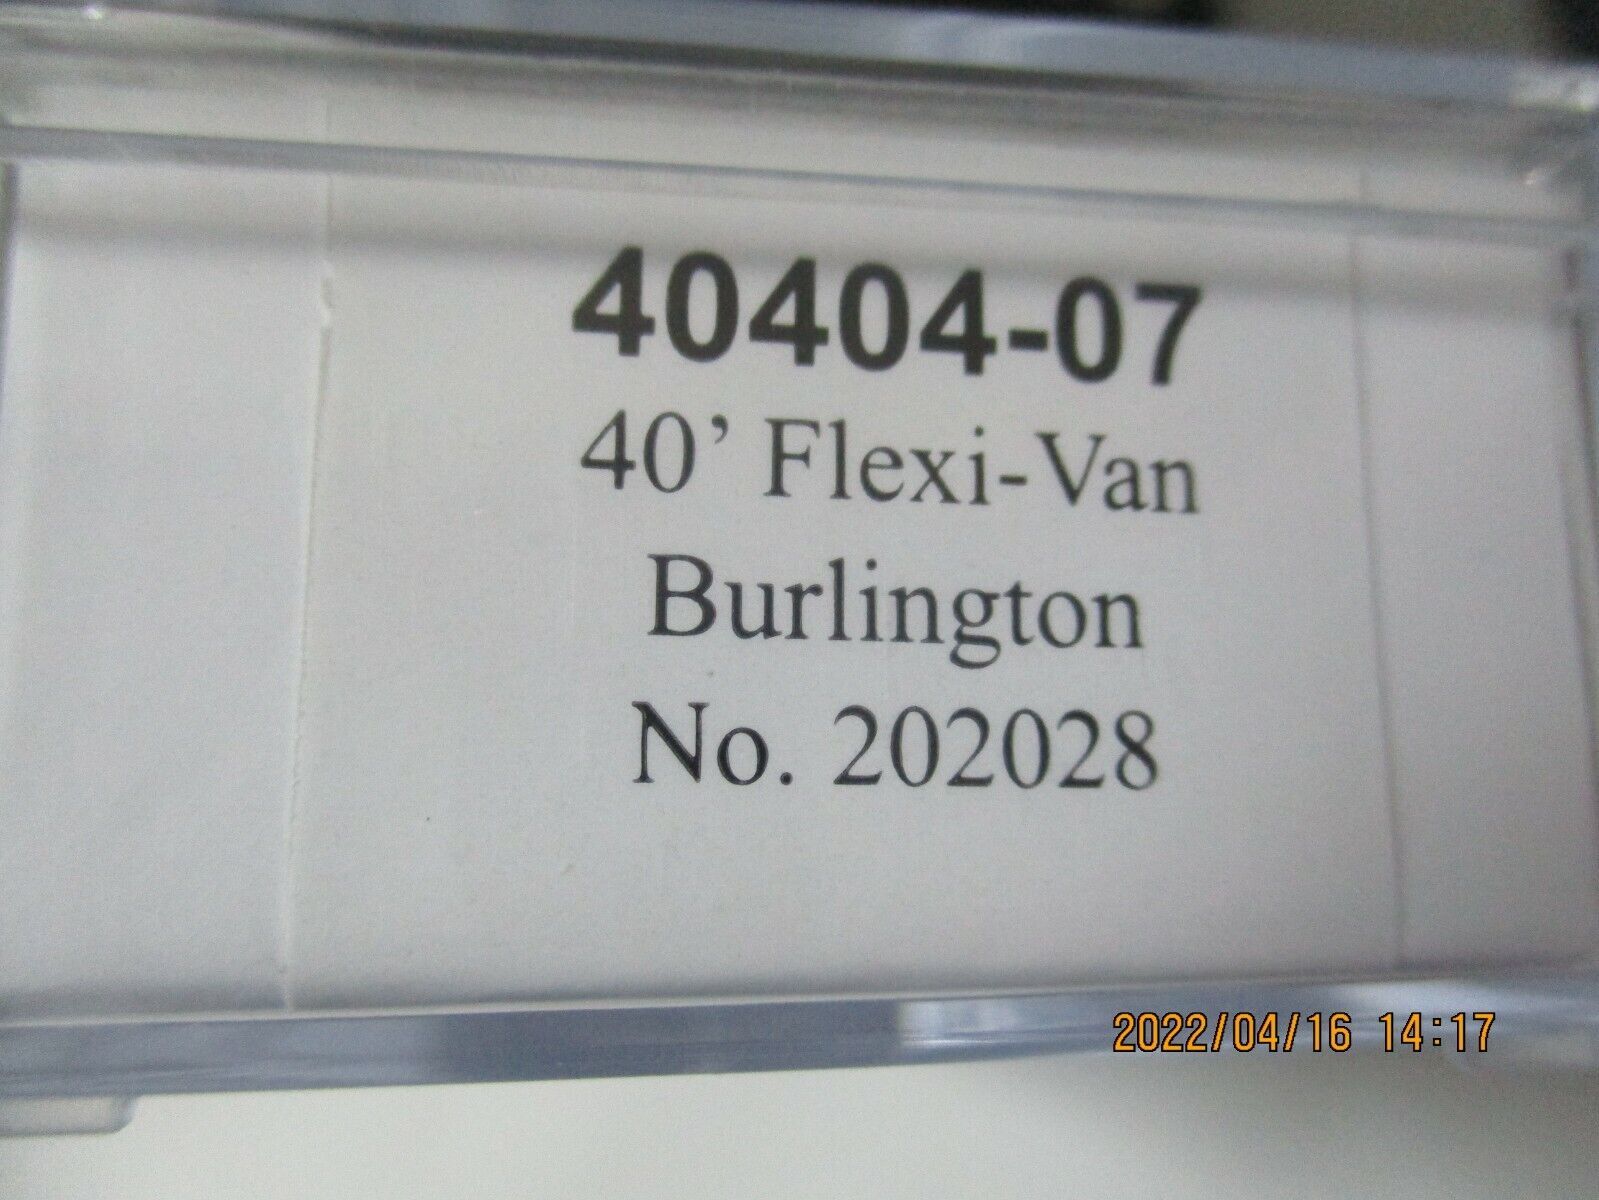 40404-07
40’ Flexi-Van
Burlington
No. 202028
2022/04/16 14:17